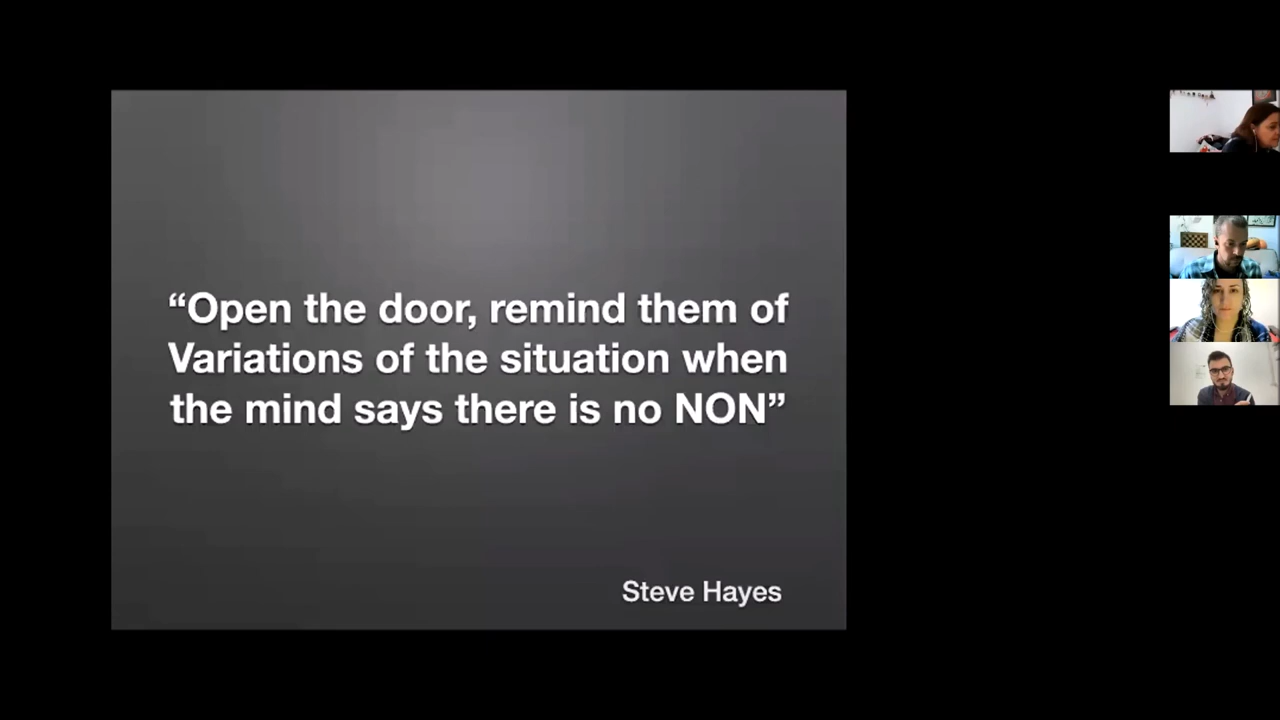 “Open the door, remind them of
Variations of the situation when
the mind says there is no NON”
Steve Hayes